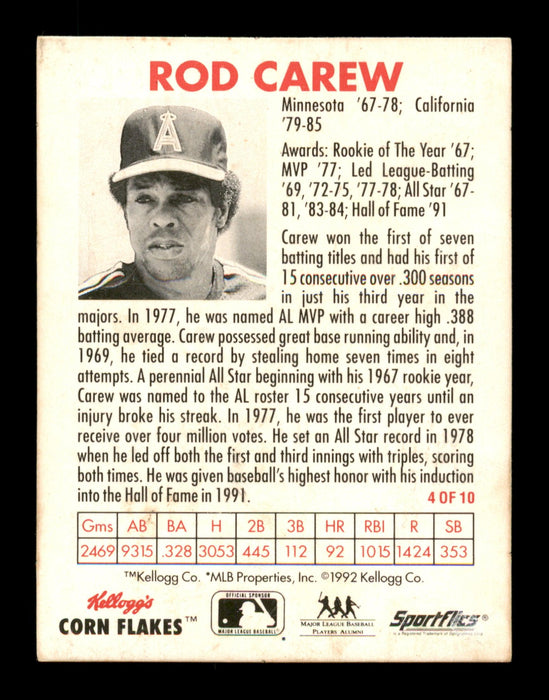 ROD CAREW
Minnesota '67-78; California
'79-85
Awards: Rookie of The Year '67;
MVP '77; Led League-Batting
'69, '72-75, '77-78; All Star '67-
81, '83-84; Hall of Fame '91
A
Carew won the first of seven
batting titles and had his first of
15 consecutive over .300 seasons
in just his third year in the
majors. In 1977, he was named AL MVP with a career high .388
batting average. Carew possessed great base running ability and, in
1969, he tied a record by stealing home seven times in eight
attempts. A perennial All Star beginning with his 1967 rookie year,
Carew was named to the AL roster 15 consecutive years until an
injury broke his streak. In 1977, he was the first player to ever
receive over four million votes. He set an All Star record in 1978
when he led off both the first and third innings with triples, scoring
both times. He was given baseball's highest honor with his induction
into the Hall of Fame in 1991. 4 OF 10
Gms AB BA H 2B 3B HR RBI R SB
2469 9315 .328 3053 445 112 92 1015 1424 353
™Kellogg Co. *MLB Properties, Inc. ©1992 Kellogg Co.
Kellogg's
CORN FLAKES™
OFFICIAL SPONSOR
MAJOR LEAGUE BASEBALL
MAJOR LEAGUE BASEBALL
PLAYERS ALUMNI
Sportflics®
is a Registered Trademark of